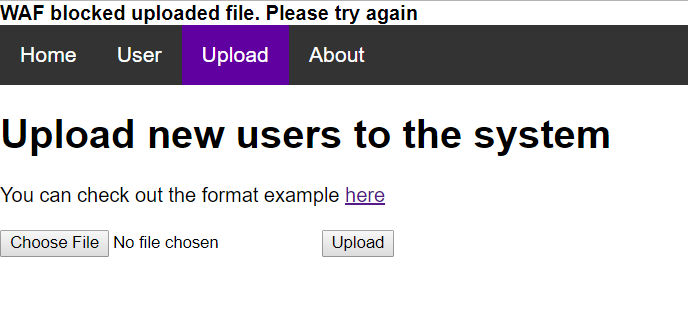 WAF blocked uploaded file. Please try again
Home User Upload About
Upload new users to the system
You can check out the format example here
Choose File No file chosen Upload